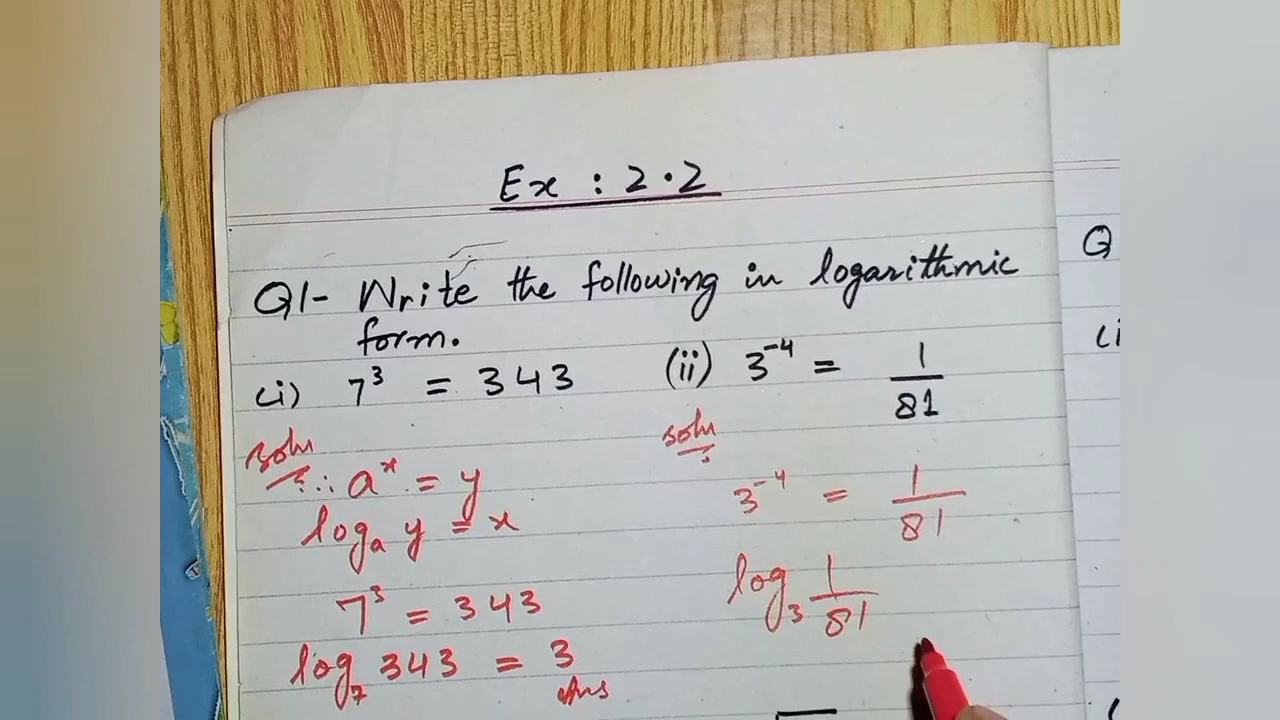 Ex : 2.2
Q1- Write the following in logarithmic
form.
(i) 7³ = 343
(ii) 3⁻⁴ = 1/81
Soln
∴ aˣ = y
logₐ y = x
7³ = 343
log₇ 343 = 3
Ans
Soln
3⁻⁴ = 1/81
log₃ 1/81
Q
(i